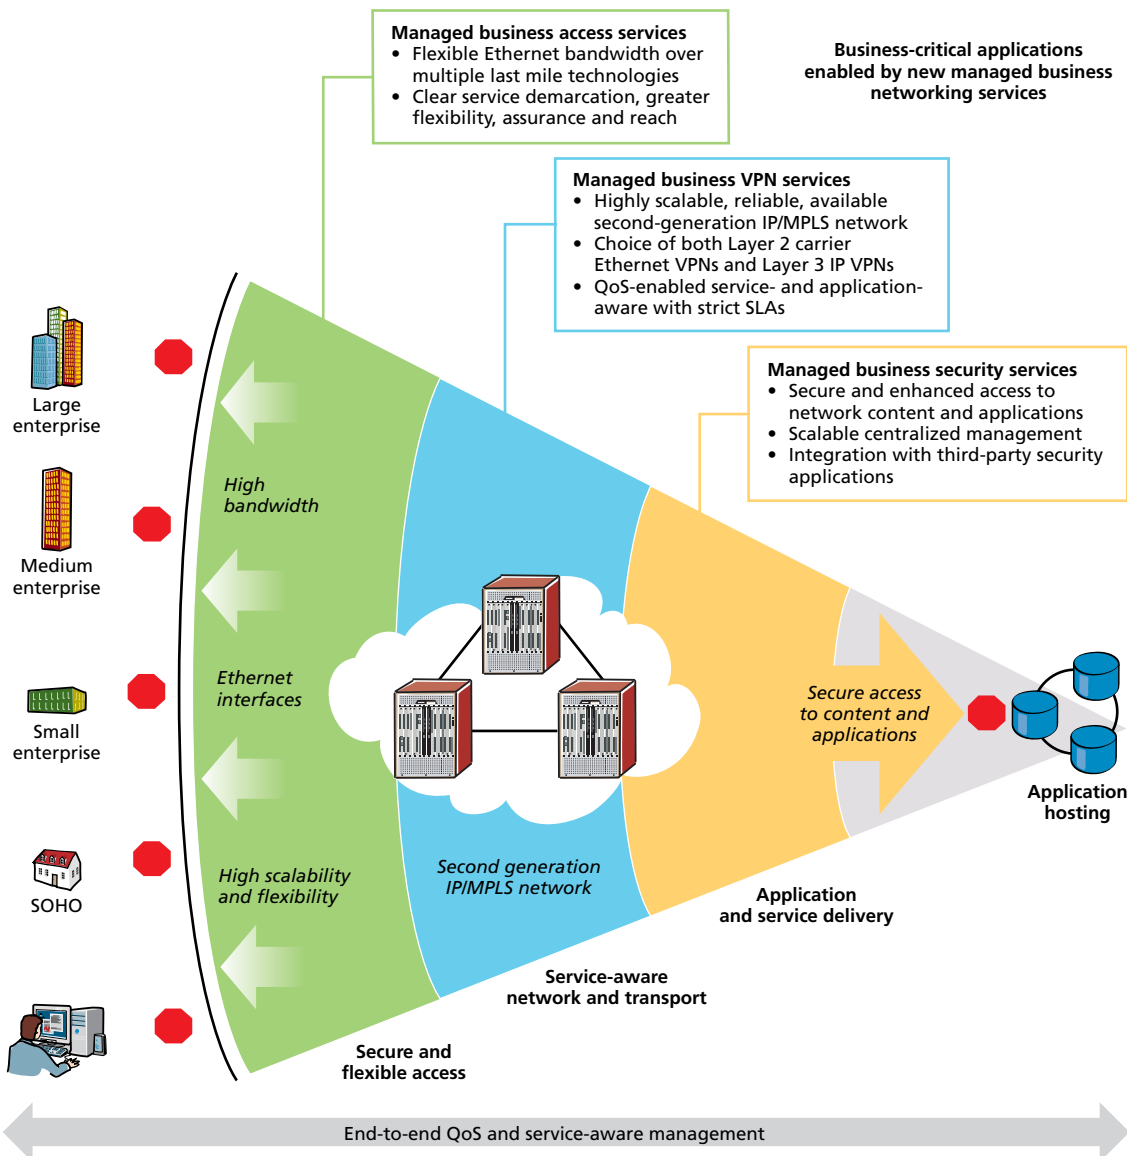 Managed business access services
• Flexible Ethernet bandwidth over
multiple last mile technologies
• Clear service demarcation, greater
flexibility, assurance and reach
Business-critical applications
enabled by new managed business
networking services
Managed business VPN services
• Highly scalable, reliable, available
second-generation IP/MPLS network
• Choice of both Layer 2 carrier
Ethernet VPNs and Layer 3 IP VPNs
• QoS-enabled service- and application-
aware with strict SLAs
Managed business security services
• Secure and enhanced access to
network content and applications
• Scalable centralized management
• Integration with third-party security
applications
Large
enterprise
Medium
enterprise
Small
enterprise
SOHO
High
bandwidth
Ethernet
interfaces
High scalability
and flexibility
Second generation
IP/MPLS network
Secure access
to content and
applications
Application
hosting
Application
and service delivery
Service-aware
network and transport
Secure and
flexible access
End-to-end QoS and service-aware management